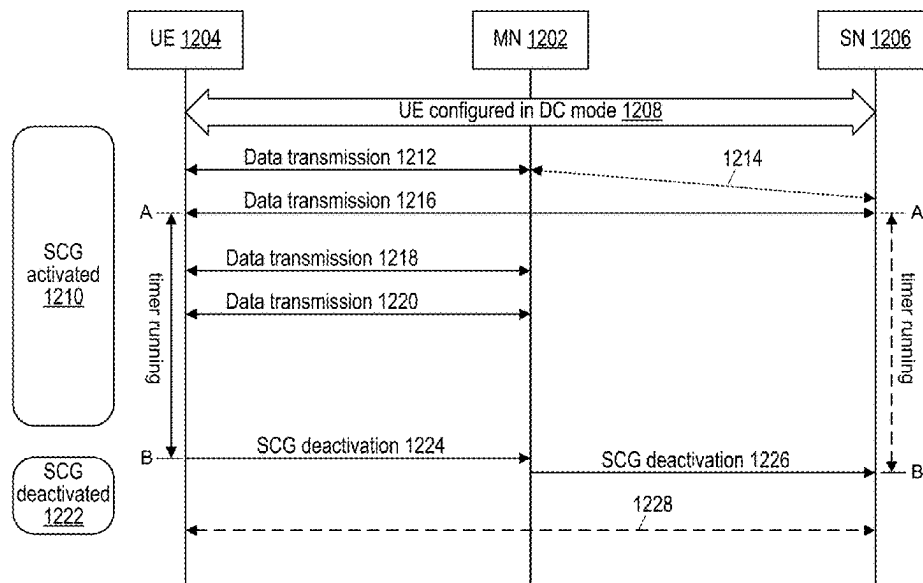 UE 1204
MN 1202
SN 1206
UE configured in DC mode 1208
Data transmission 1212
1214
A
Data transmission 1216
A
SCG
activated
1210
timer running
Data transmission 1218
Data transmission 1220
timer running
B
SCG deactivation 1224
SCG deactivation 1226
B
SCG
deactivated
1222
1228